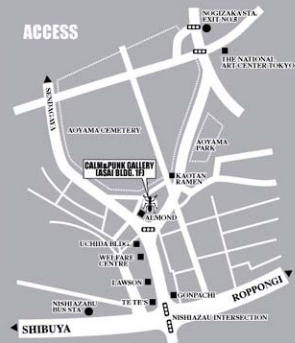 ACCESS
NOGIZAKA STA.
EXIT NO.5
THE NATIONAL
ART CENTER TOKYO
SENDAGAYA
AOYAMA CEMETERY
AOYAMA
PARK
CALM&PUNK GALLERY
(ASAI BLDG. 1F)
KAOTAN
RAMEN
ALMOND
UCHIDA BLDG.
WELFARE
CENTRE
LAWSON
TE TE'S
GONPACHI
NISHIAZABU
BUS STA
ROPPONGI
SHIBUYA
NISHIAZAU INTERSECTION